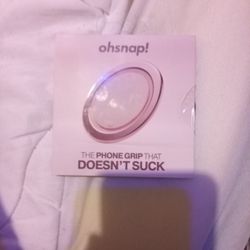 ohsnap!
THE PHONE GRIP THAT
DOESN'T SUCK